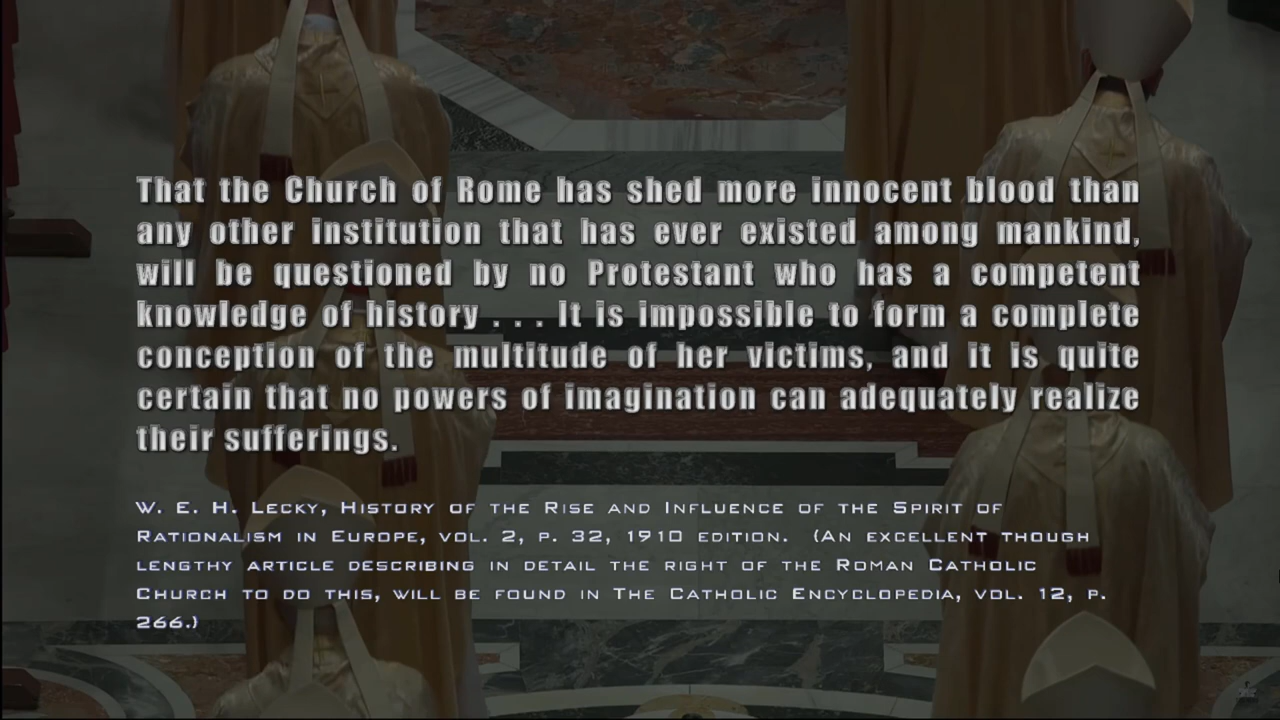 That the Church of Rome has shed more innocent blood than
any other institution that has ever existed among mankind,
will be questioned by no Protestant who has a competent
knowledge of history . . . It is impossible to form a complete
conception of the multitude of her victims, and it is quite
certain that no powers of imagination can adequately realize
their sufferings.
W. E. H. Lecky, History of the Rise and Influence of the Spirit of
Rationalism in Europe, vol. 2, p. 32, 1910 edition. (An excellent though
lengthy article describing in detail the right of the Roman Catholic
Church to do this, will be found in The Catholic Encyclopedia, vol. 12, p.
266.)